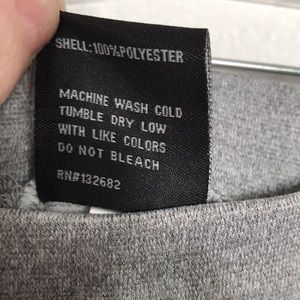 SHELL:100%POLYESTER
MACHINE WASH COLD
TUMBLE DRY LOW
WITH LIKE COLORS
DO NOT BLEACH
RN#132682